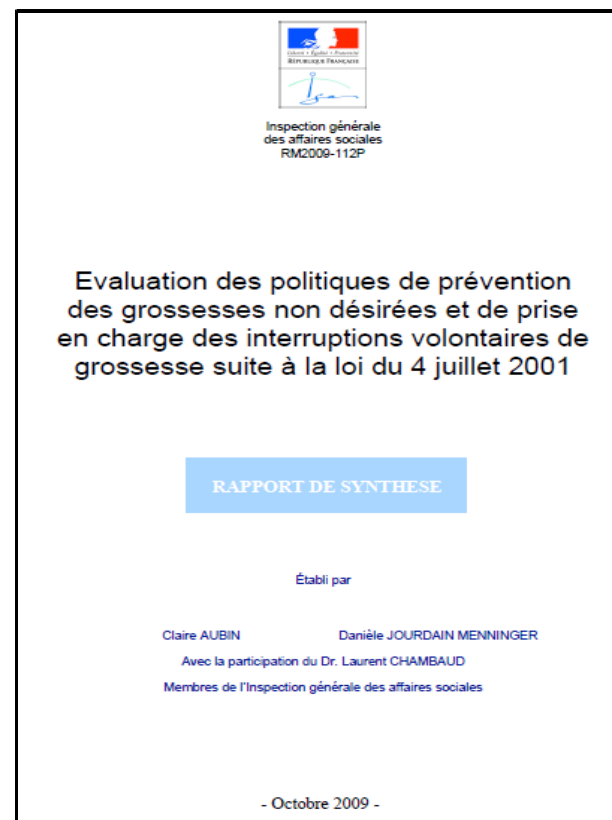 Liberté • Égalité • Fraternité
RÉPUBLIQUE FRANÇAISE
Inspection générale
des affaires sociales
RM2009-112P
Evaluation des politiques de prévention
des grossesses non désirées et de prise
en charge des interruptions volontaires de
grossesse suite à la loi du 4 juillet 2001
RAPPORT DE SYNTHESE
Établi par
Claire AUBIN Danièle JOURDAIN MENNINGER
Avec la participation du Dr. Laurent CHAMBAUD
Membres de l'Inspection générale des affaires sociales
- Octobre 2009 -